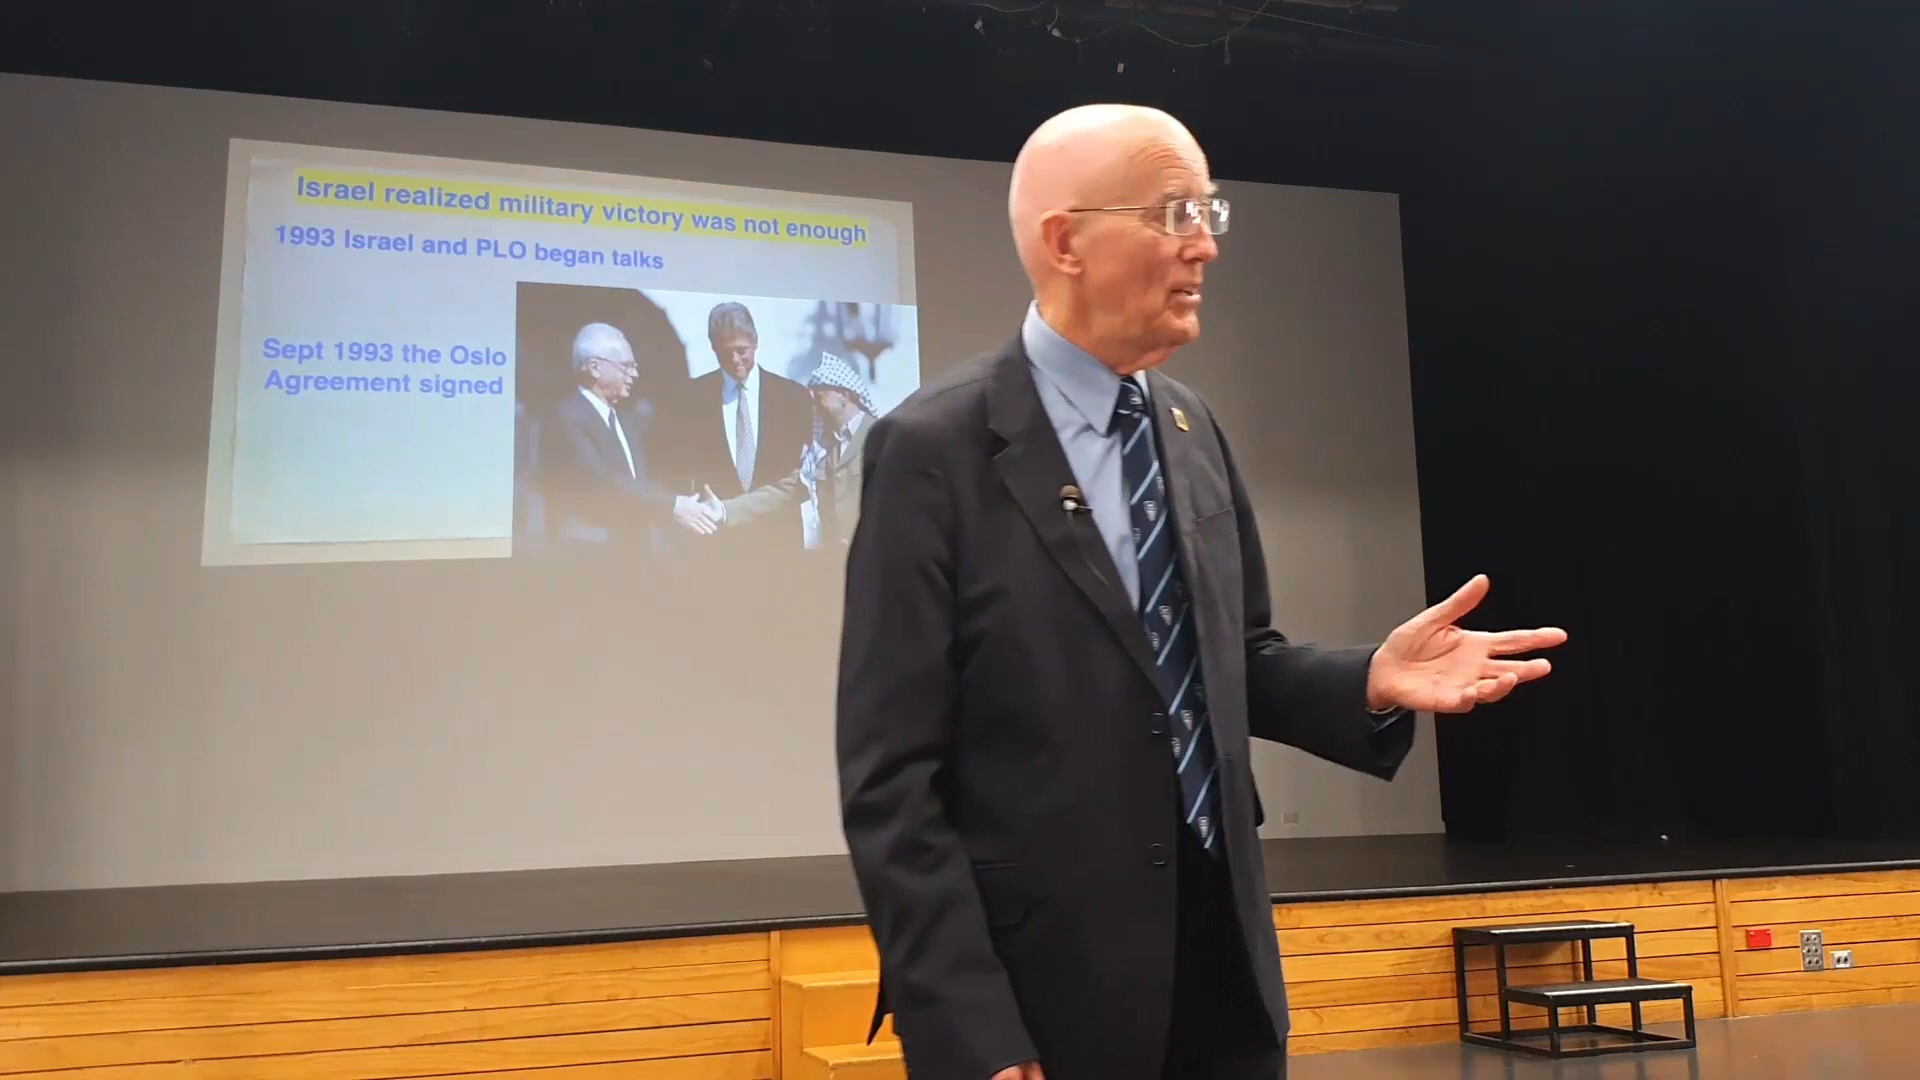 Israel realized military victory was not enough
1993 Israel and PLO began talks
Sept 1993 the Oslo
Agreement signed